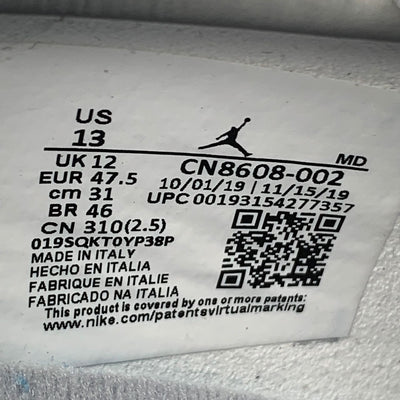 US
13
MD
UK 12
EUR 47.5
cm 31
BR 46
CN 310(2.5)
CN8608-002
10/01/19 | 11/15/19
UPC 00193154277357
019SQKT0YP38P
MADE IN ITALY
HECHO EN ITALIA
FABRIQUE EN ITALIE
FABRICADO NA ITALIA
This product is covered by one or more patents:
www.nike.com/patentsvirtualmarking